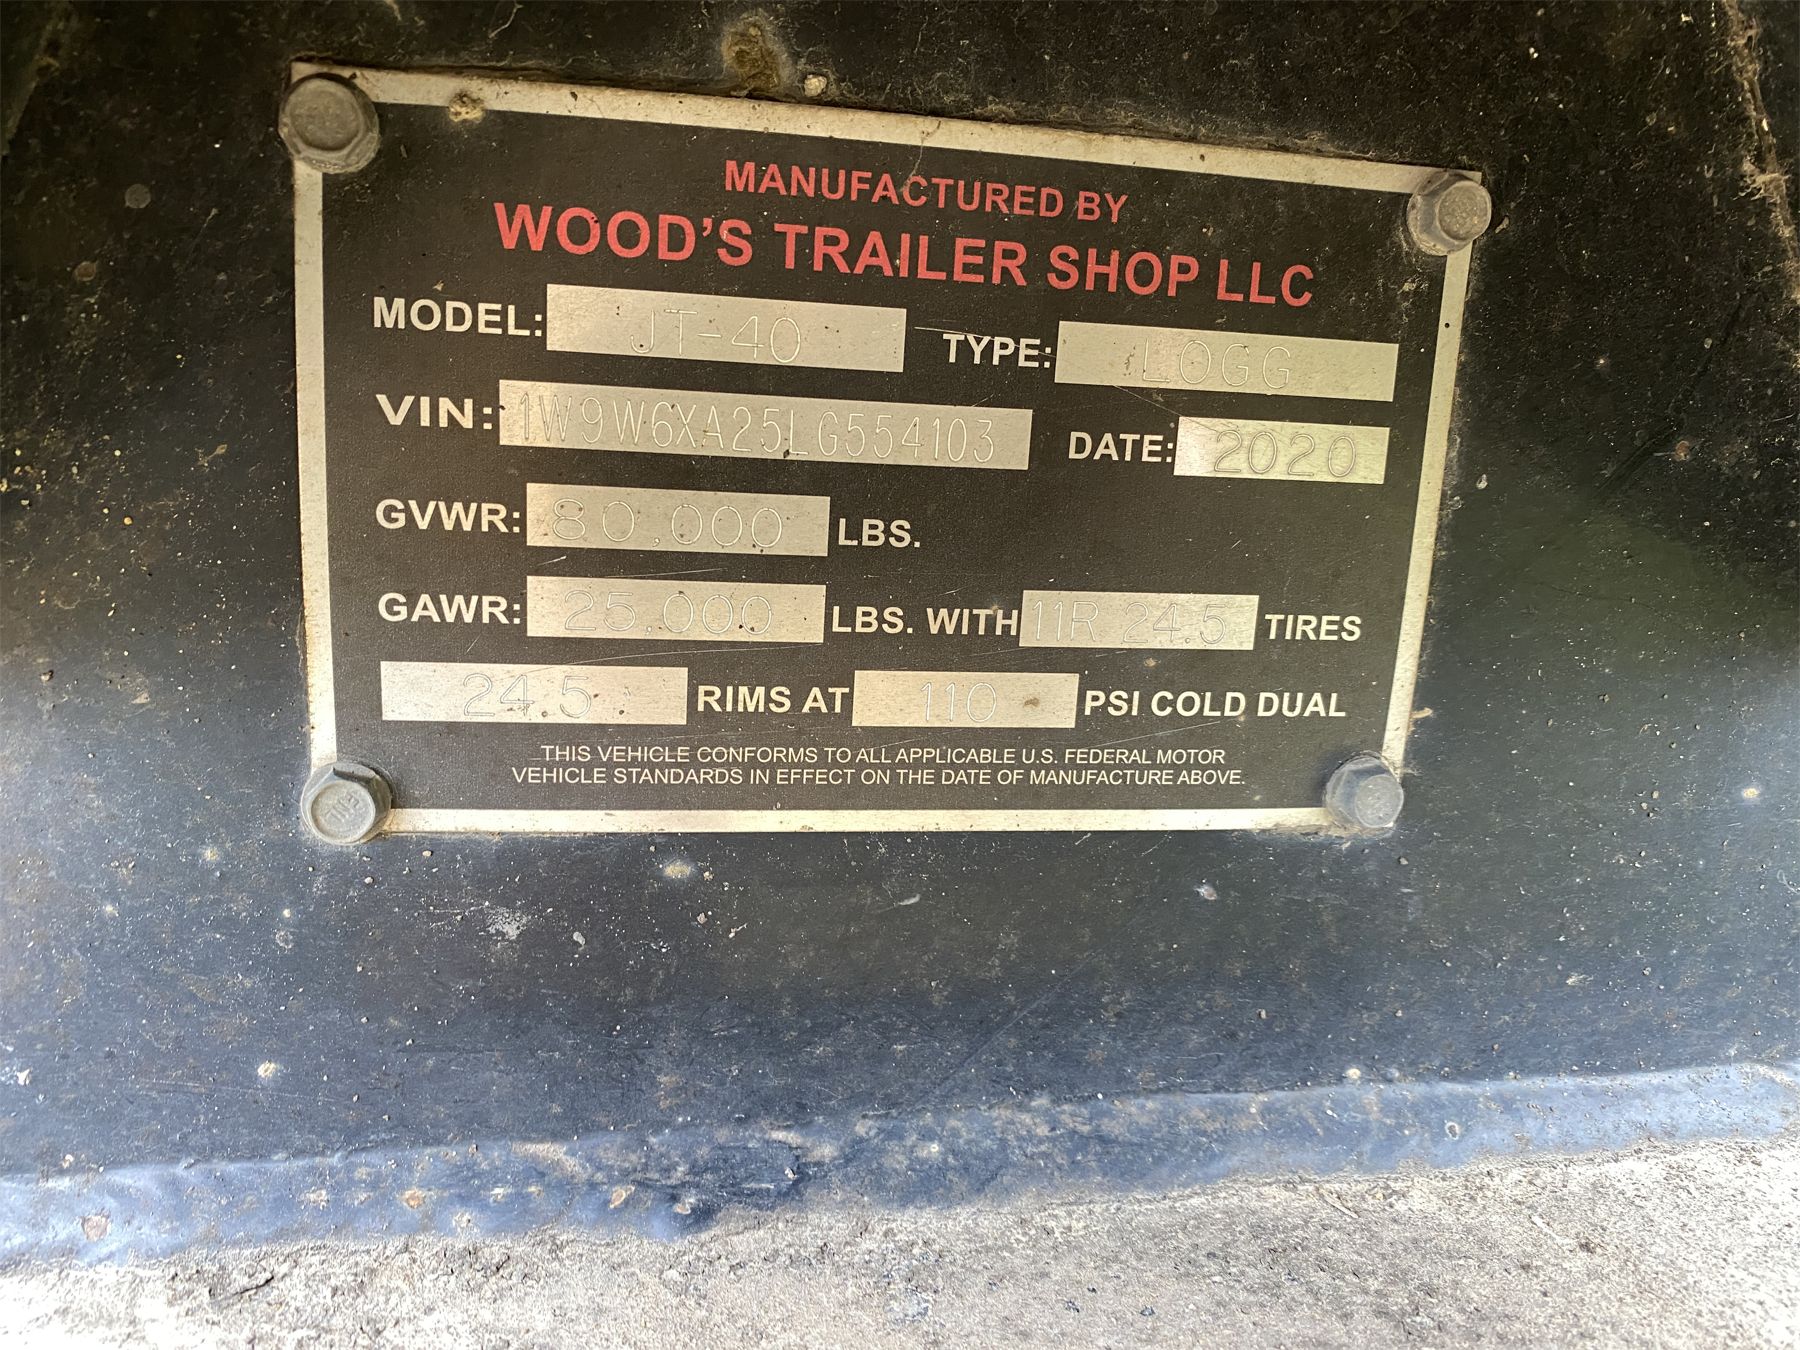 MANUFACTURED BY
WOOD'S TRAILER SHOP LLC
MODEL: JT-40 TYPE: LOGG
VIN: 1W9W6XA25LG554103 DATE: 2020
GVWR: 80,000 LBS.
GAWR: 25,000 LBS. WITH 11R 24.5 TIRES
24.5 RIMS AT 110 PSI COLD DUAL
THIS VEHICLE CONFORMS TO ALL APPLICABLE U.S. FEDERAL MOTOR
VEHICLE STANDARDS IN EFFECT ON THE DATE OF MANUFACTURE ABOVE.